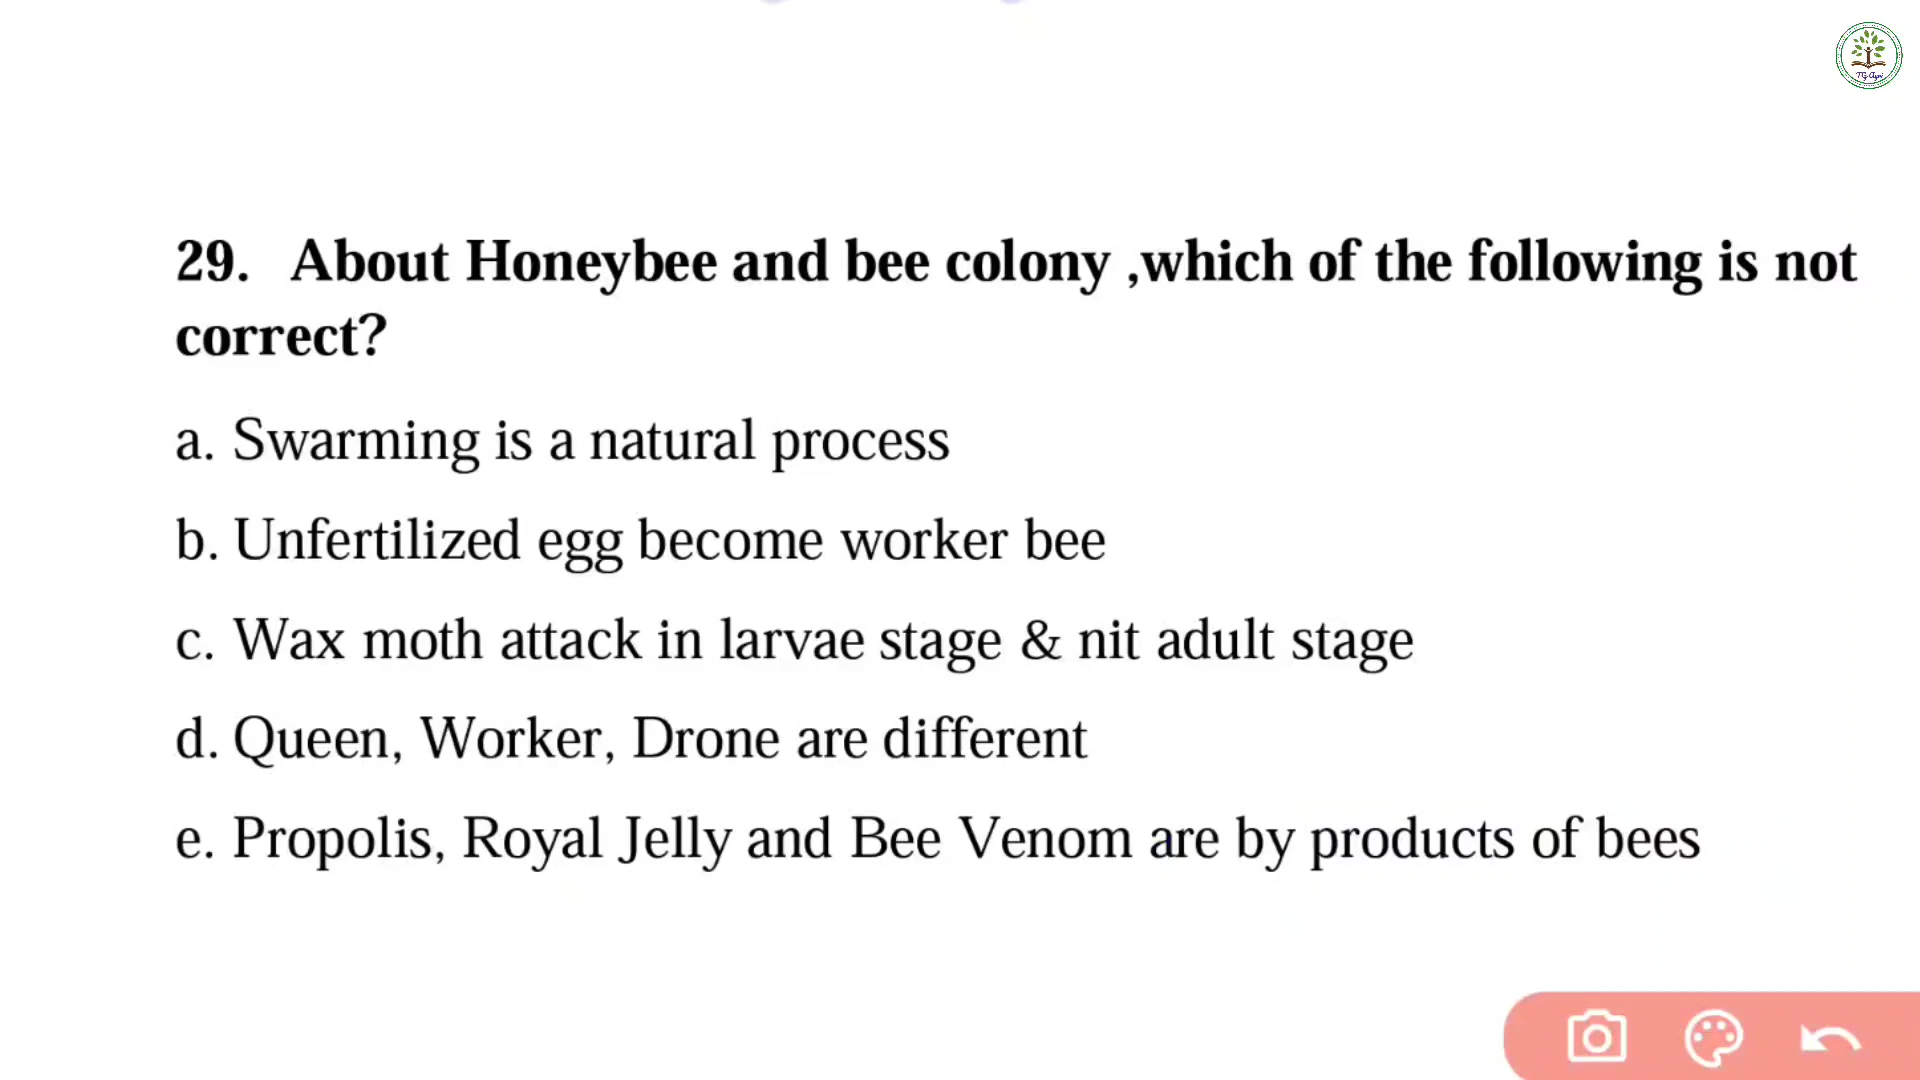 TG Agri
29. About Honeybee and bee colony ,which of the following is not
correct?
a. Swarming is a natural process
b. Unfertilized egg become worker bee
c. Wax moth attack in larvae stage & nit adult stage
d. Queen, Worker, Drone are different
e. Propolis, Royal Jelly and Bee Venom are by products of bees